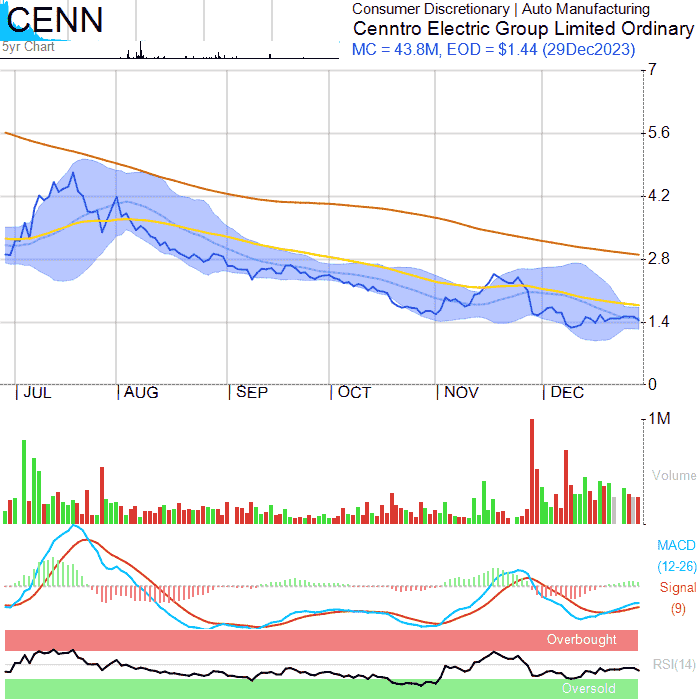 CENN
5yr Chart
Consumer Discretionary | Auto Manufacturing
Cenntro Electric Group Limited Ordinary
MC = 43.8M, EOD = $1.44 (29Dec2023)
7
5.6
4.2
2.8
1.4
0
JUL AUG SEP OCT NOV DEC
1M
Volume
MACD
(12-26)
Signal
(9)
Overbought
RSI(14)
Oversold